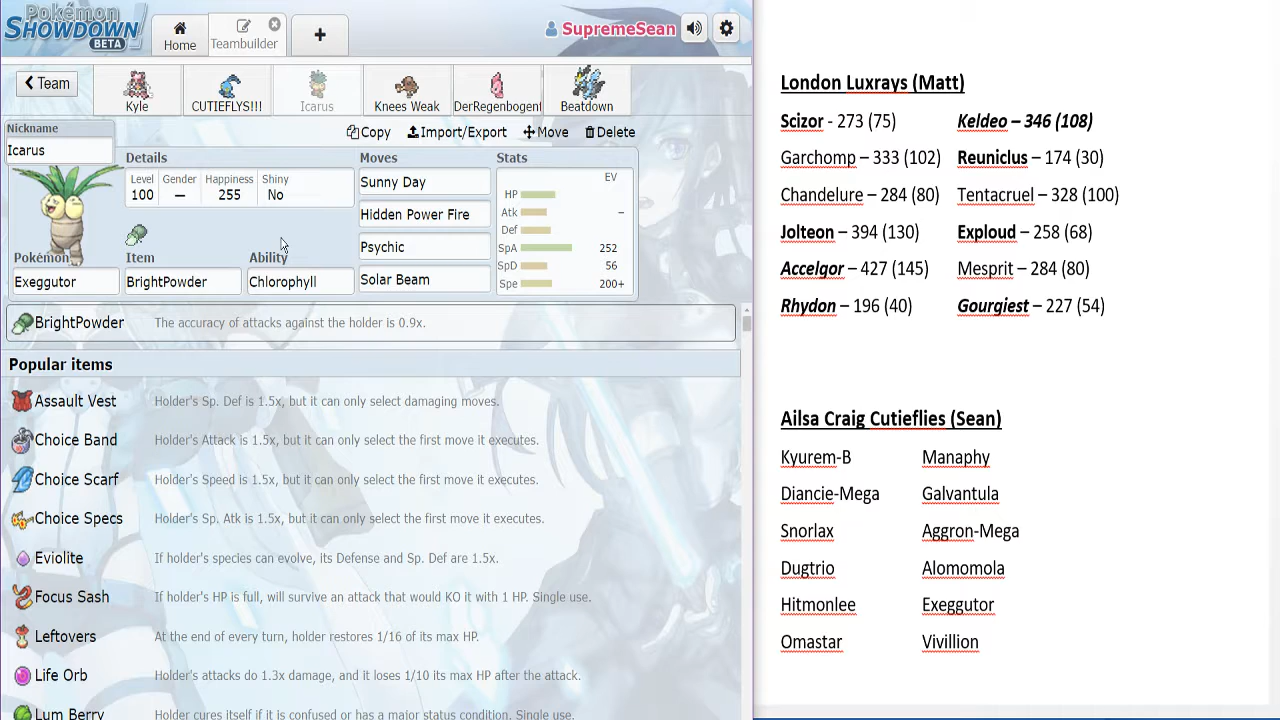 Pokémon
SHOWDOWN!
BETA
Home
Teambuilder
+
SupremeSean
Team
Kyle
CUTIEFLYS!!!
Icarus
Knees Weak
DerRegenbogenf
Beatdown
Copy Import/Export Move Delete
Nickname
Icarus
Details
Level Gender Happiness Shiny
100 — 255 No
Pokémon Item Ability
Exeggutor BrightPowder Chlorophyll
Moves
Sunny Day
Hidden Power Fire
Psychic
Solar Beam
Stats
EV
HP
Atk –
Def
SpA 252
SpD 56
Spe 200+
BrightPowder The accuracy of attacks against the holder is 0.9x.
Popular items
Assault Vest Holder's Sp. Def is 1.5x, but it can only select damaging moves.
Choice Band Holder's Attack is 1.5x, but it can only select the first move it executes.
Choice Scarf Holder's Speed is 1.5x, but it can only select the first move it executes.
Choice Specs Holder's Sp. Atk is 1.5x, but it can only select the first move it executes.
Eviolite If holder's species can evolve, its Defense and Sp. Def are 1.5x.
Focus Sash If holder's HP is full, will survive an attack that would KO it with 1 HP. Single use.
Leftovers At the end of every turn, holder restores 1/16 of its max HP.
Life Orb Holder's attacks do 1.3x damage, and it loses 1/10 its max HP after the attack.
Lum Berry Holder cures itself if it is confused or has a major status condition. Single use.
London Luxrays (Matt)
Scizor - 273 (75) Keldeo – 346 (108)
Garchomp – 333 (102) Reuniclus – 174 (30)
Chandelure – 284 (80) Tentacruel – 328 (100)
Jolteon – 394 (130) Exploud – 258 (68)
Accelgor – 427 (145) Mesprit – 284 (80)
Rhydon – 196 (40) Gourgiest – 227 (54)
Ailsa Craig Cutieflies (Sean)
Kyurem-B Manaphy
Diancie-Mega Galvantula
Snorlax Aggron-Mega
Dugtrio Alomomola
Hitmonlee Exeggutor
Omastar Vivillion